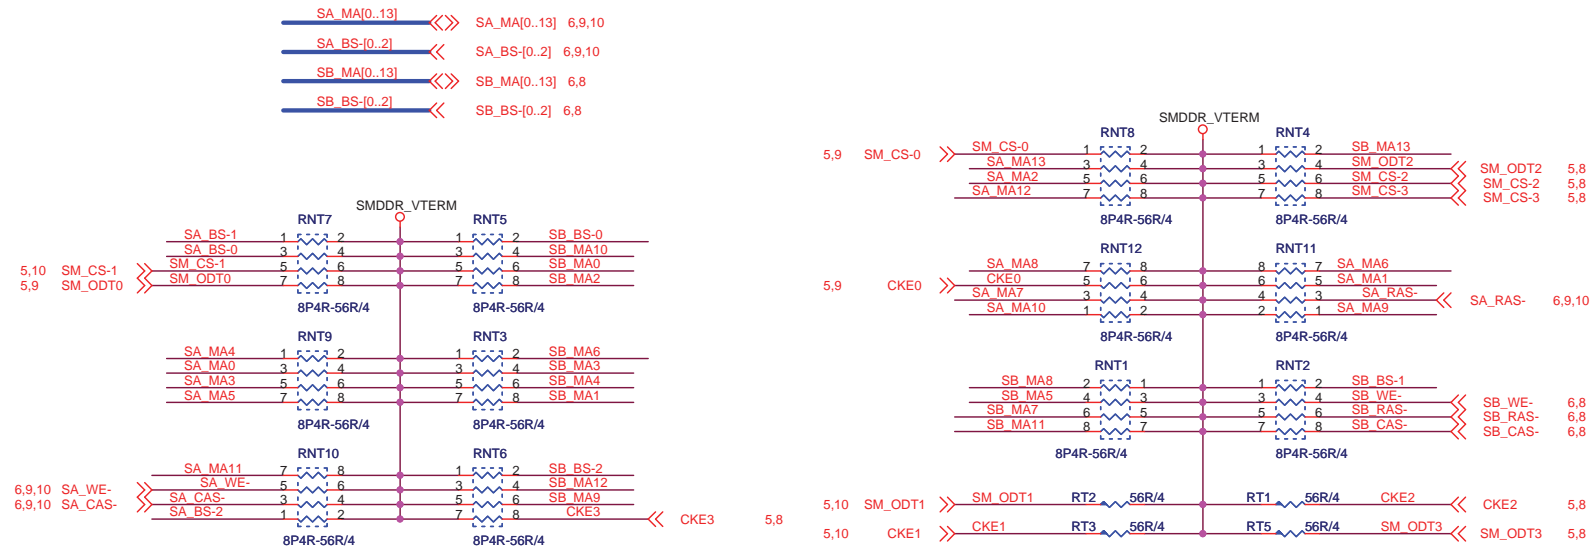 SA_MA[0..13] SA_MA[0..13] 6,9,10
SA_BS-[0..2] SA_BS-[0..2] 6,9,10
SB_MA[0..13] SB_MA[0..13] 6,8
SB_BS-[0..2] SB_BS-[0..2] 6,8
SMDDR_VTERM
RNT7 RNT5
SA_BS-1 1 2 1 2 SB_BS-0
SA_BS-0 3 4 3 4 SB_MA10
5,10 SM_CS-1 SM_CS-1 5 6 5 6 SB_MA0
5,9 SM_ODT0 SM_ODT0 7 8 7 8 SB_MA2
8P4R-56R/4 8P4R-56R/4
RNT9 RNT3
SA_MA4 1 2 1 2 SB_MA6
SA_MA0 3 4 3 4 SB_MA3
SA_MA3 5 6 5 6 SB_MA4
SA_MA5 7 8 7 8 SB_MA1
8P4R-56R/4 8P4R-56R/4
RNT10 RNT6
SA_MA11 7 8 1 2 SB_BS-2
6,9,10 SA_WE- SA_WE- 5 6 3 4 SB_MA12
6,9,10 SA_CAS- SA_CAS- 3 4 5 6 SB_MA9
SA_BS-2 1 2 7 8 CKE3 CKE3 5,8
8P4R-56R/4 8P4R-56R/4
SMDDR_VTERM
RNT8 RNT4
5,9 SM_CS-0 SM_CS-0 1 2 1 2 SB_MA13
SA_MA13 3 4 3 4 SM_ODT2 SM_ODT2 5,8
SA_MA2 5 6 5 6 SM_CS-2 SM_CS-2 5,8
SA_MA12 7 8 7 8 SM_CS-3 SM_CS-3 5,8
8P4R-56R/4 8P4R-56R/4
RNT12 RNT11
SA_MA8 7 8 8 7 SA_MA6
5,9 CKE0 CKE0 5 6 6 5 SA_MA1
SA_MA7 3 4 4 3 SA_RAS- SA_RAS- 6,9,10
SA_MA10 1 2 2 1 SA_MA9
8P4R-56R/4 8P4R-56R/4
RNT1 RNT2
SB_MA8 2 1 1 2 SB_BS-1
SB_MA5 4 3 3 4 SB_WE- SB_WE- 6,8
SB_MA7 6 5 5 6 SB_RAS- SB_RAS- 6,8
SB_MA11 8 7 7 8 SB_CAS- SB_CAS- 6,8
8P4R-56R/4 8P4R-56R/4
5,10 SM_ODT1 SM_ODT1 RT2 56R/4 RT1 56R/4 CKE2 CKE2 5,8
5,10 CKE1 CKE1 RT3 56R/4 RT5 56R/4 SM_ODT3 SM_ODT3 5,8